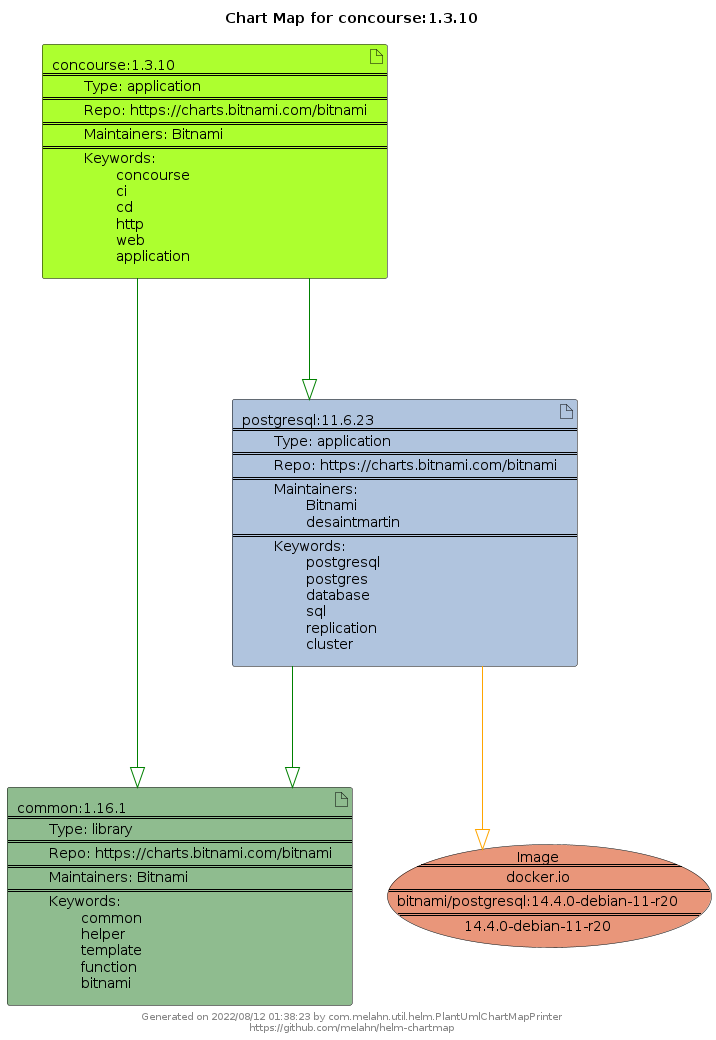 Chart Map for concourse:1.3.10
concourse:1.3.10
Type: application
Repo: https://charts.bitnami.com/bitnami
Maintainers: Bitnami
Keywords:
concourse
ci
cd
http
web
application
postgresql:11.6.23
Type: application
Repo: https://charts.bitnami.com/bitnami
Maintainers:
Bitnami
desaintmartin
Keywords:
postgresql
postgres
database
sql
replication
cluster
common:1.16.1
Type: library
Repo: https://charts.bitnami.com/bitnami
Maintainers: Bitnami
Keywords:
common
helper
template
function
bitnami
Image
docker.io
bitnami/postgresql:14.4.0-debian-11-r20
14.4.0-debian-11-r20
Generated on 2022/08/12 01:38:23 by com.melahn.util.helm.PlantUmlChartMapPrinter
https://github.com/melahn/helm-chartmap